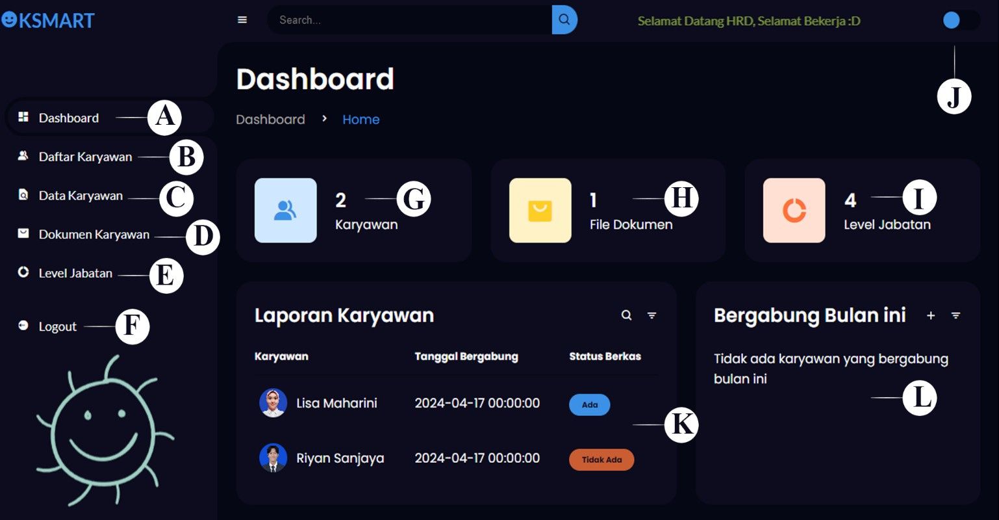 OKSMART
Search...
Selamat Datang HRD, Selamat Bekerja :D
J
Dashboard A
Daftar Karyawan B
Data Karyawan C
Dokumen Karyawan D
Level Jabatan E
Logout F
Dashboard
Dashboard > Home
2 G
Karyawan
1 H
File Dokumen
4 I
Level Jabatan
Laporan Karyawan
Karyawan Tanggal Bergabung Status Berkas
Lisa Maharini 2024-04-17 00:00:00 Ada
K
Riyan Sanjaya 2024-04-17 00:00:00 Tidak Ada
Bergabung Bulan ini +
Tidak ada karyawan yang bergabung
bulan ini
L